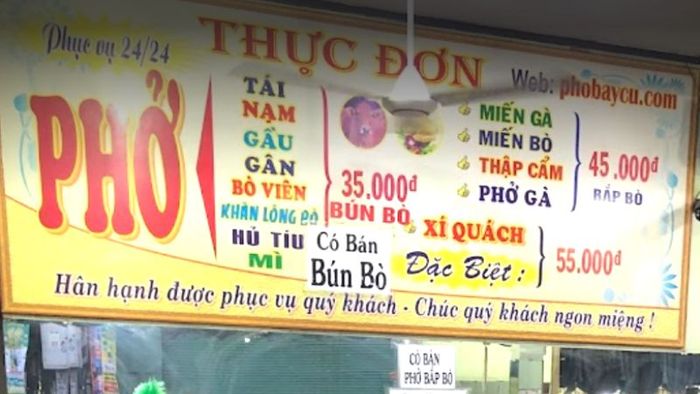 Phục vụ 24/24
THỰC ĐƠN
Web: phobaycu.com
PHỞ
TÁI
NẠM
GẦU
GÂN
BÒ VIÊN
KHĂN LÔNG BÒ
HỦ TÍU
MÌ
35.000đ
BÚN BÒ
Có Bán
Bún Bò
MIẾN GÀ
MIẾN BÒ
THẬP CẨM
PHỞ GÀ
45.000đ
BẮP BÒ
XÍ QUÁCH
Đặc Biệt :
55.000đ
Hân hạnh được phục vụ quý khách - Chúc quý khách ngon miệng !
CÓ BÁN
PHỞ BẮP BÒ